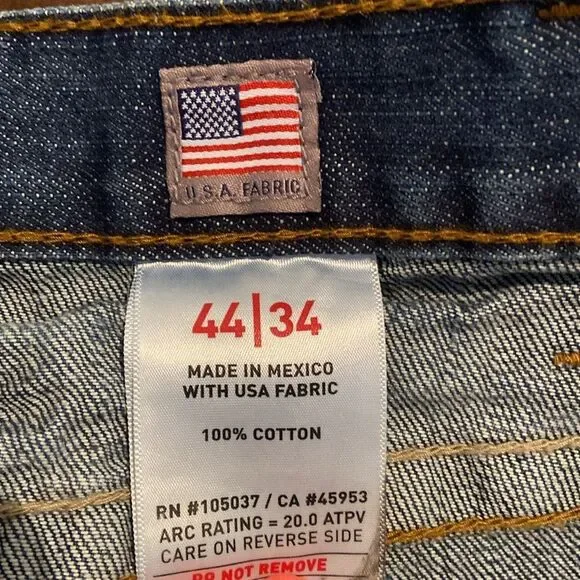 U.S.A. FABRIC
44|34
MADE IN MEXICO
WITH USA FABRIC
100% COTTON
RN #105037 / CA #45953
ARC RATING = 20.0 ATPV
CARE ON REVERSE SIDE
DO NOT REMOVE